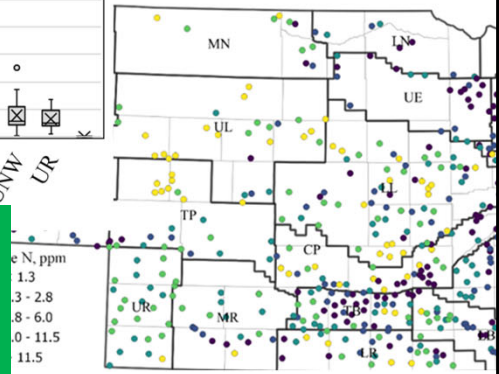 MN
LN
UE
UL
LL
TP
CP
UR
MR
TB
LR
NW
UR
e N, ppm
1.3
.3 - 2.8
.8 - 6.0
.0 - 11.5
11.5